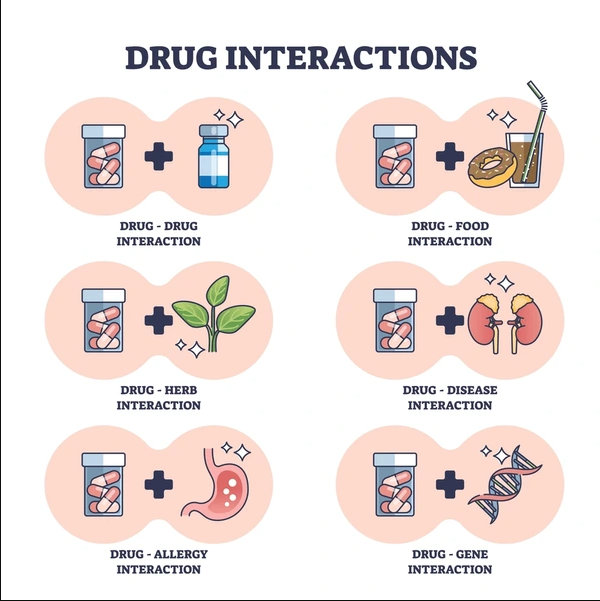 DRUG INTERACTIONS
DRUG - DRUG
INTERACTION
DRUG - FOOD
INTERACTION
DRUG - HERB
INTERACTION
DRUG - DISEASE
INTERACTION
DRUG - ALLERGY
INTERACTION
DRUG - GENE
INTERACTION